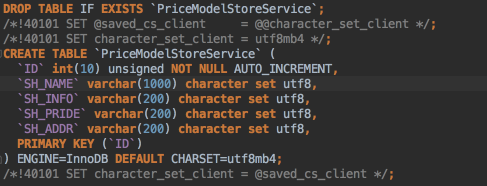 DROP TABLE IF EXISTS `PriceModelStoreService`;
/*!40101 SET @saved_cs_client     = @@character_set_client */;
/*!40101 SET character_set_client = utf8mb4 */;
CREATE TABLE `PriceModelStoreService` (
  `ID` int(10) unsigned NOT NULL AUTO_INCREMENT,
  `SH_NAME` varchar(1000) character set utf8,
  `SH_INFO` varchar(200) character set utf8,
  `SH_PRIDE` varchar(200) character set utf8,
  `SH_ADDR` varchar(200) character set utf8,
  PRIMARY KEY (`ID`)
) ENGINE=InnoDB DEFAULT CHARSET=utf8mb4;
/*!40101 SET character_set_client = @saved_cs_client */;